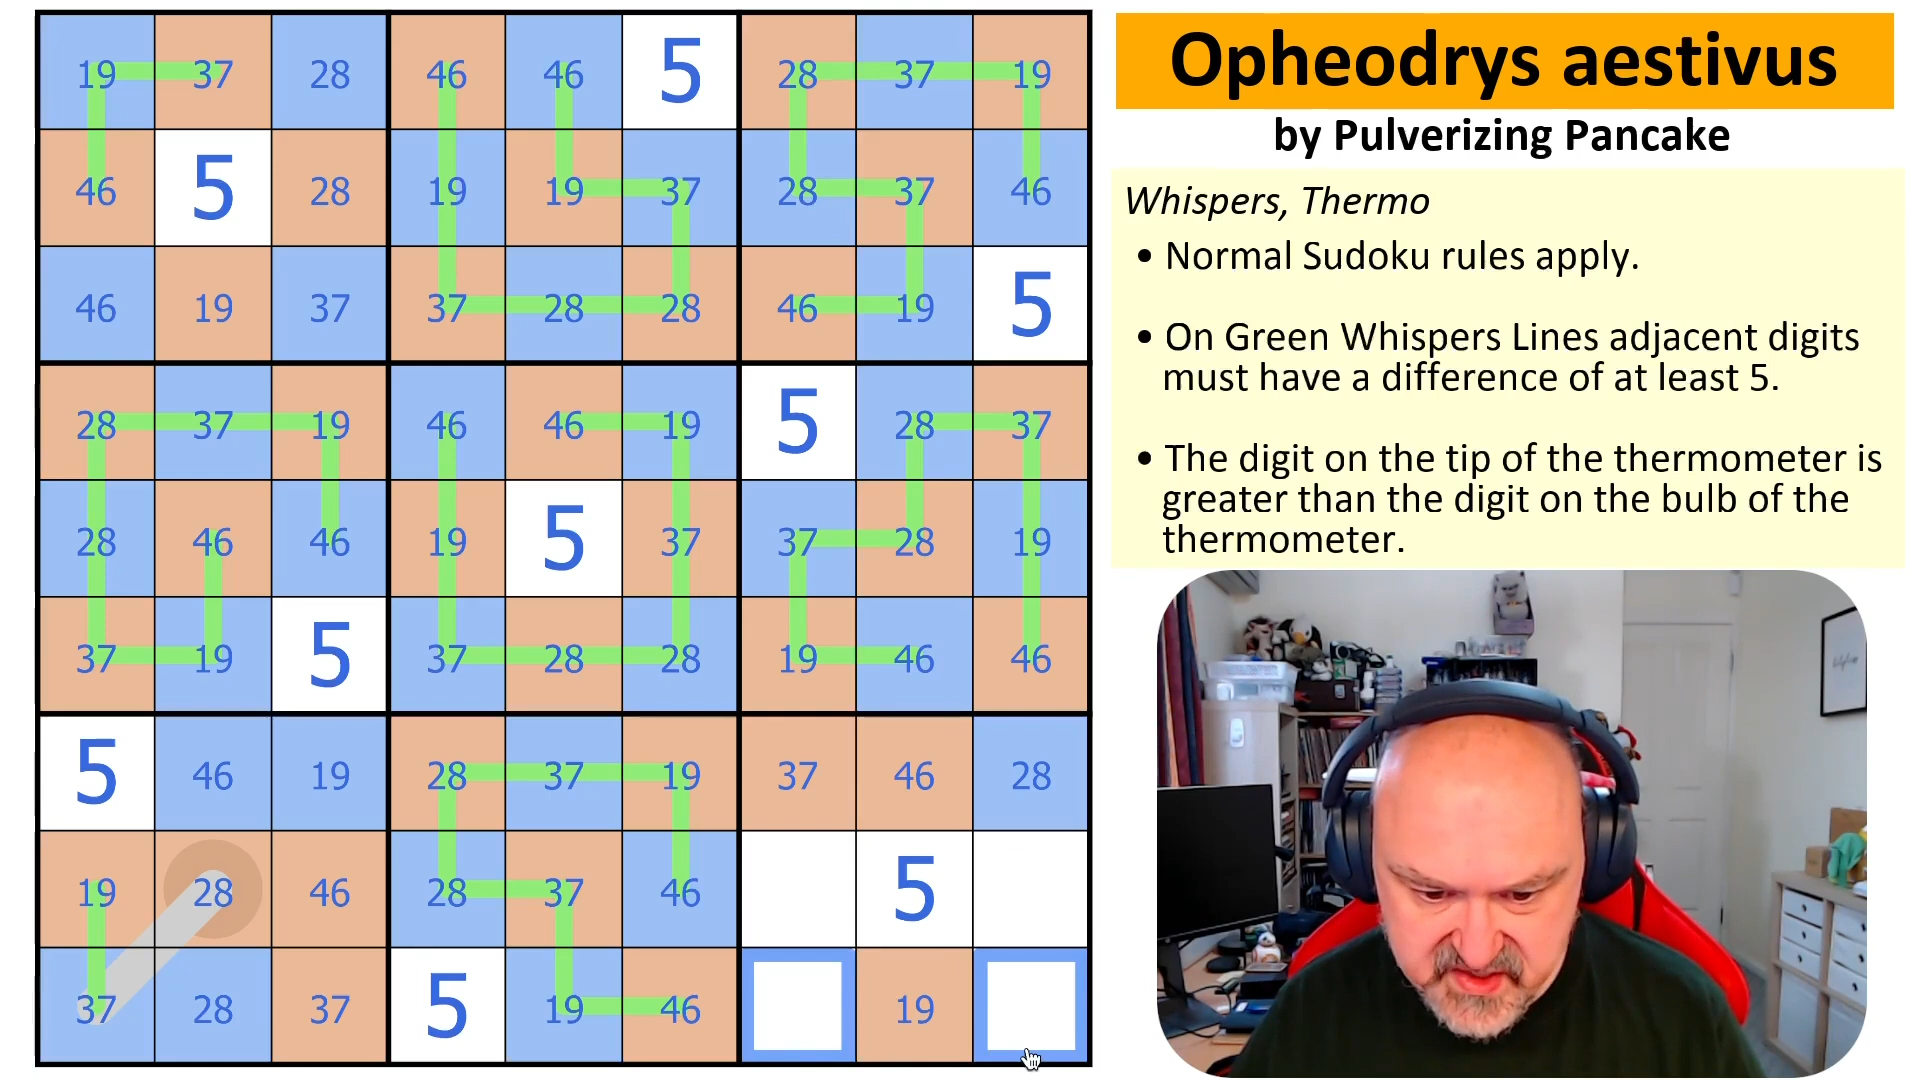 19 37 28 46 46 5 28 37 19
46 5 28 19 19 37 28 37 46
46 19 37 37 28 28 46 19 5
28 37 19 46 46 19 5 28 37
28 46 46 19 5 37 37 28 19
37 19 5 37 28 28 19 46 46
5 46 19 28 37 19 37 46 28
19 28 46 28 37 46 5
37 28 37 5 19 46 19
Opheodrys aestivus
by Pulverizing Pancake
Whispers, Thermo
• Normal Sudoku rules apply.
• On Green Whispers Lines adjacent digits
must have a difference of at least 5.
• The digit on the tip of the thermometer is
greater than the digit on the bulb of the
thermometer.